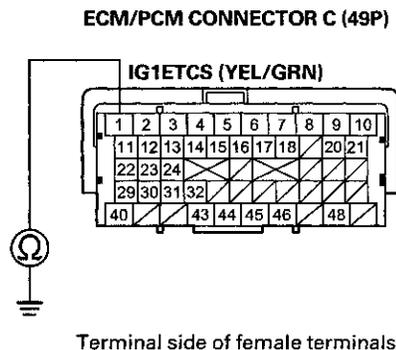 ECM/PCM CONNECTOR C (49P)
IG1ETCS (YEL/GRN)
1 2 3 4 5 6 7 8 9 10
11 12 13 14 15 16 17 18 20 21
22 23 24
29 30 31 32
40 43 44 45 46 48
Ω
Terminal side of female terminals